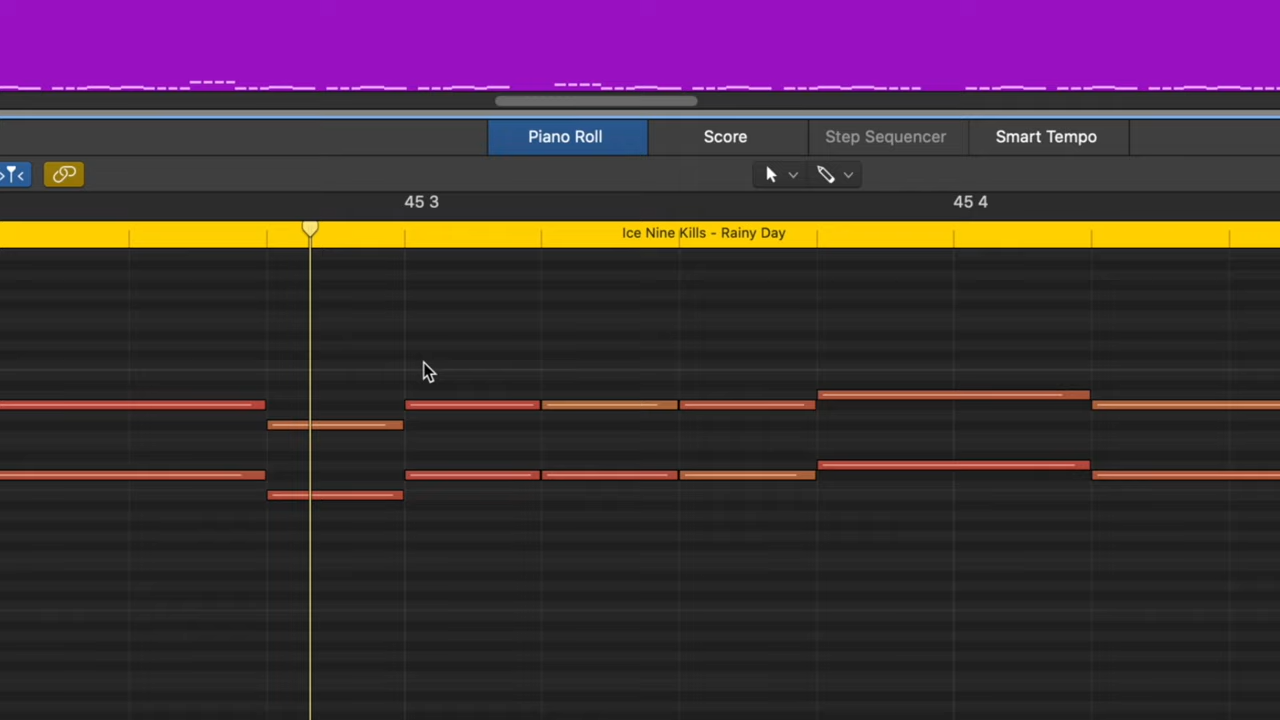 Piano Roll Score Step Sequencer Smart Tempo
45 3 45 4
Ice Nine Kills - Rainy Day